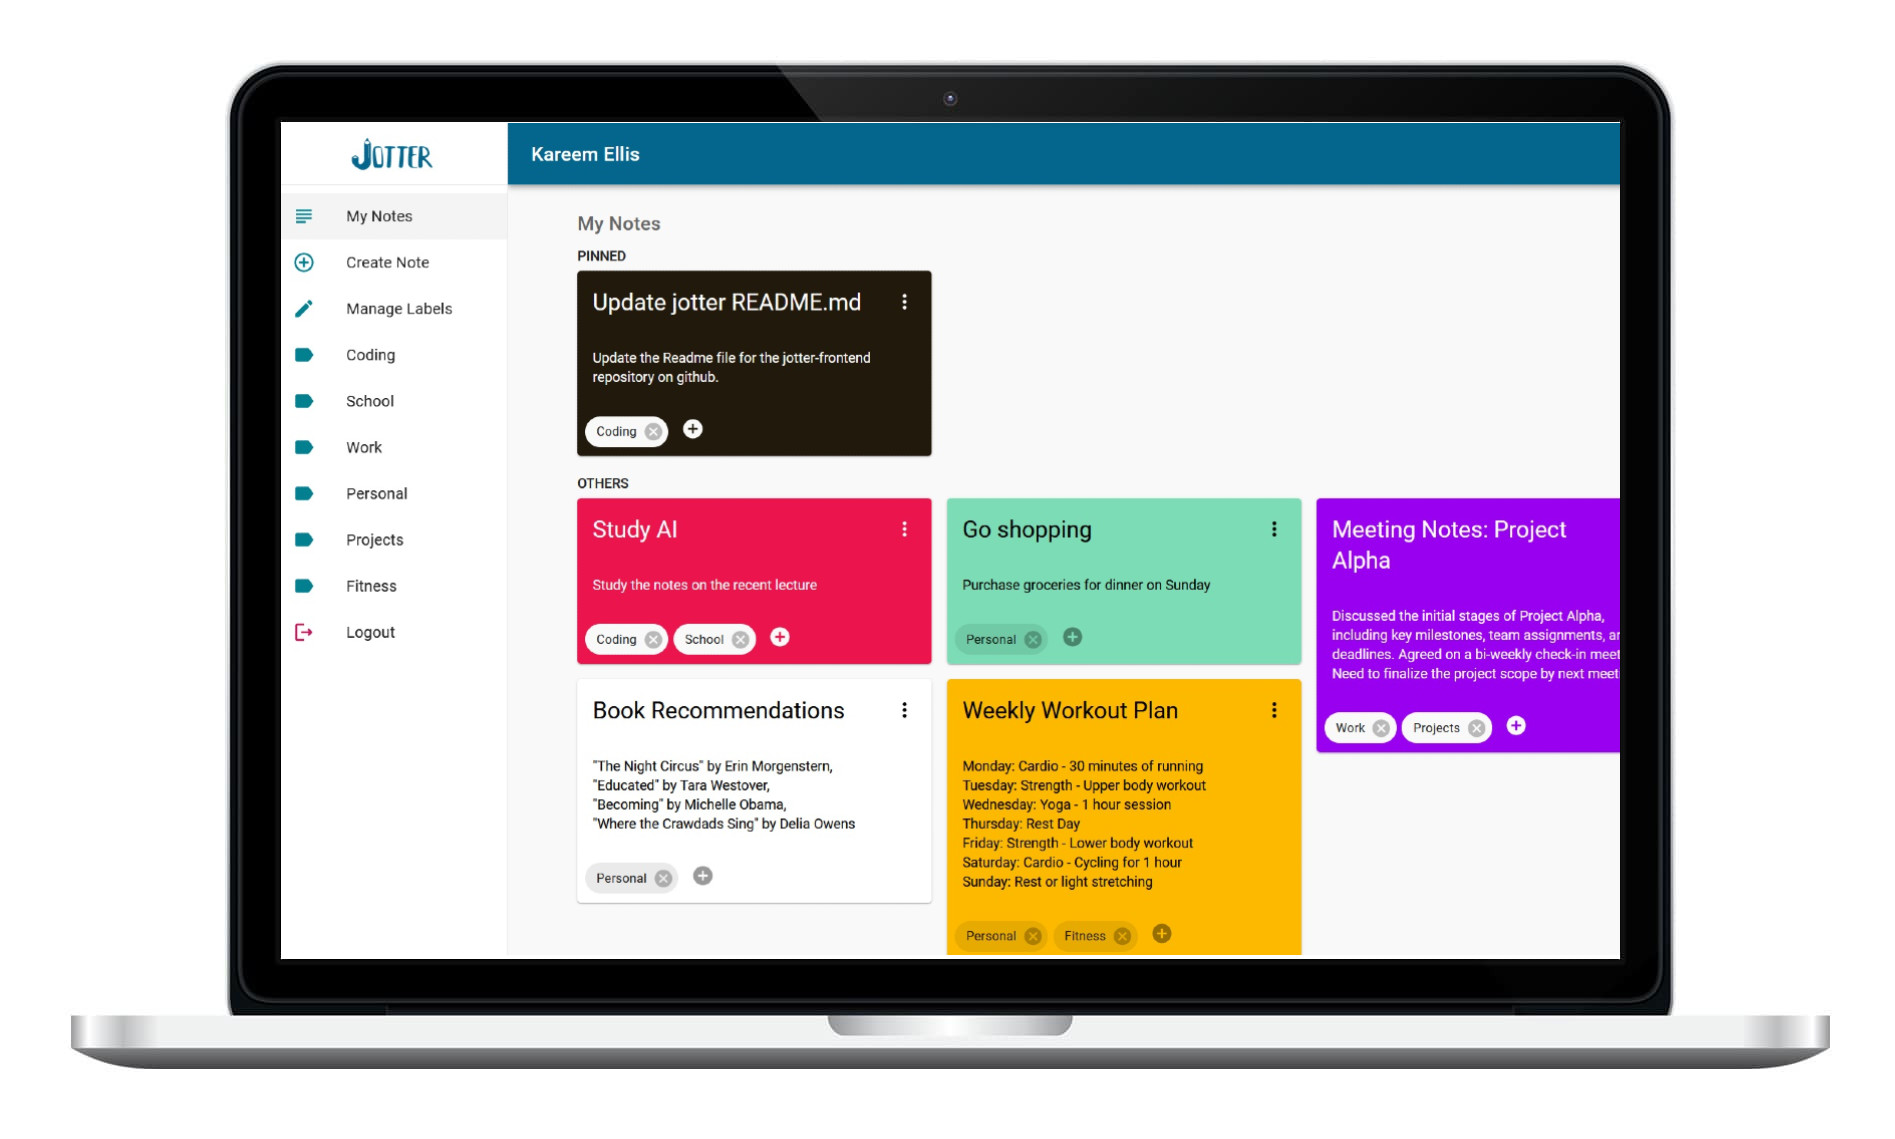 JOTTER
Kareem Ellis
My Notes
Create Note
Manage Labels
Coding
School
Work
Personal
Projects
Fitness
Logout
My Notes
PINNED
Update jotter README.md
Update the Readme file for the jotter-frontend
repository on github.
Coding
OTHERS
Study AI
Study the notes on the recent lecture
Coding School
Go shopping
Purchase groceries for dinner on Sunday
Personal
Meeting Notes: Project
Alpha
Discussed the initial stages of Project Alpha,
including key milestones, team assignments,
deadlines. Agreed on a bi-weekly check-in
Need to finalize the project scope by next
Work Projects
Book Recommendations
"The Night Circus" by Erin Morgenstern,
"Educated" by Tara Westover,
"Becoming" by Michelle Obama,
"Where the Crawdads Sing" by Delia Owens
Personal
Weekly Workout Plan
Monday: Cardio - 30 minutes of running
Tuesday: Strength - Upper body workout
Wednesday: Yoga - 1 hour session
Thursday: Rest Day
Friday: Strength - Lower body workout
Saturday: Cardio - Cycling for 1 hour
Sunday: Rest or light stretching
Personal Fitness